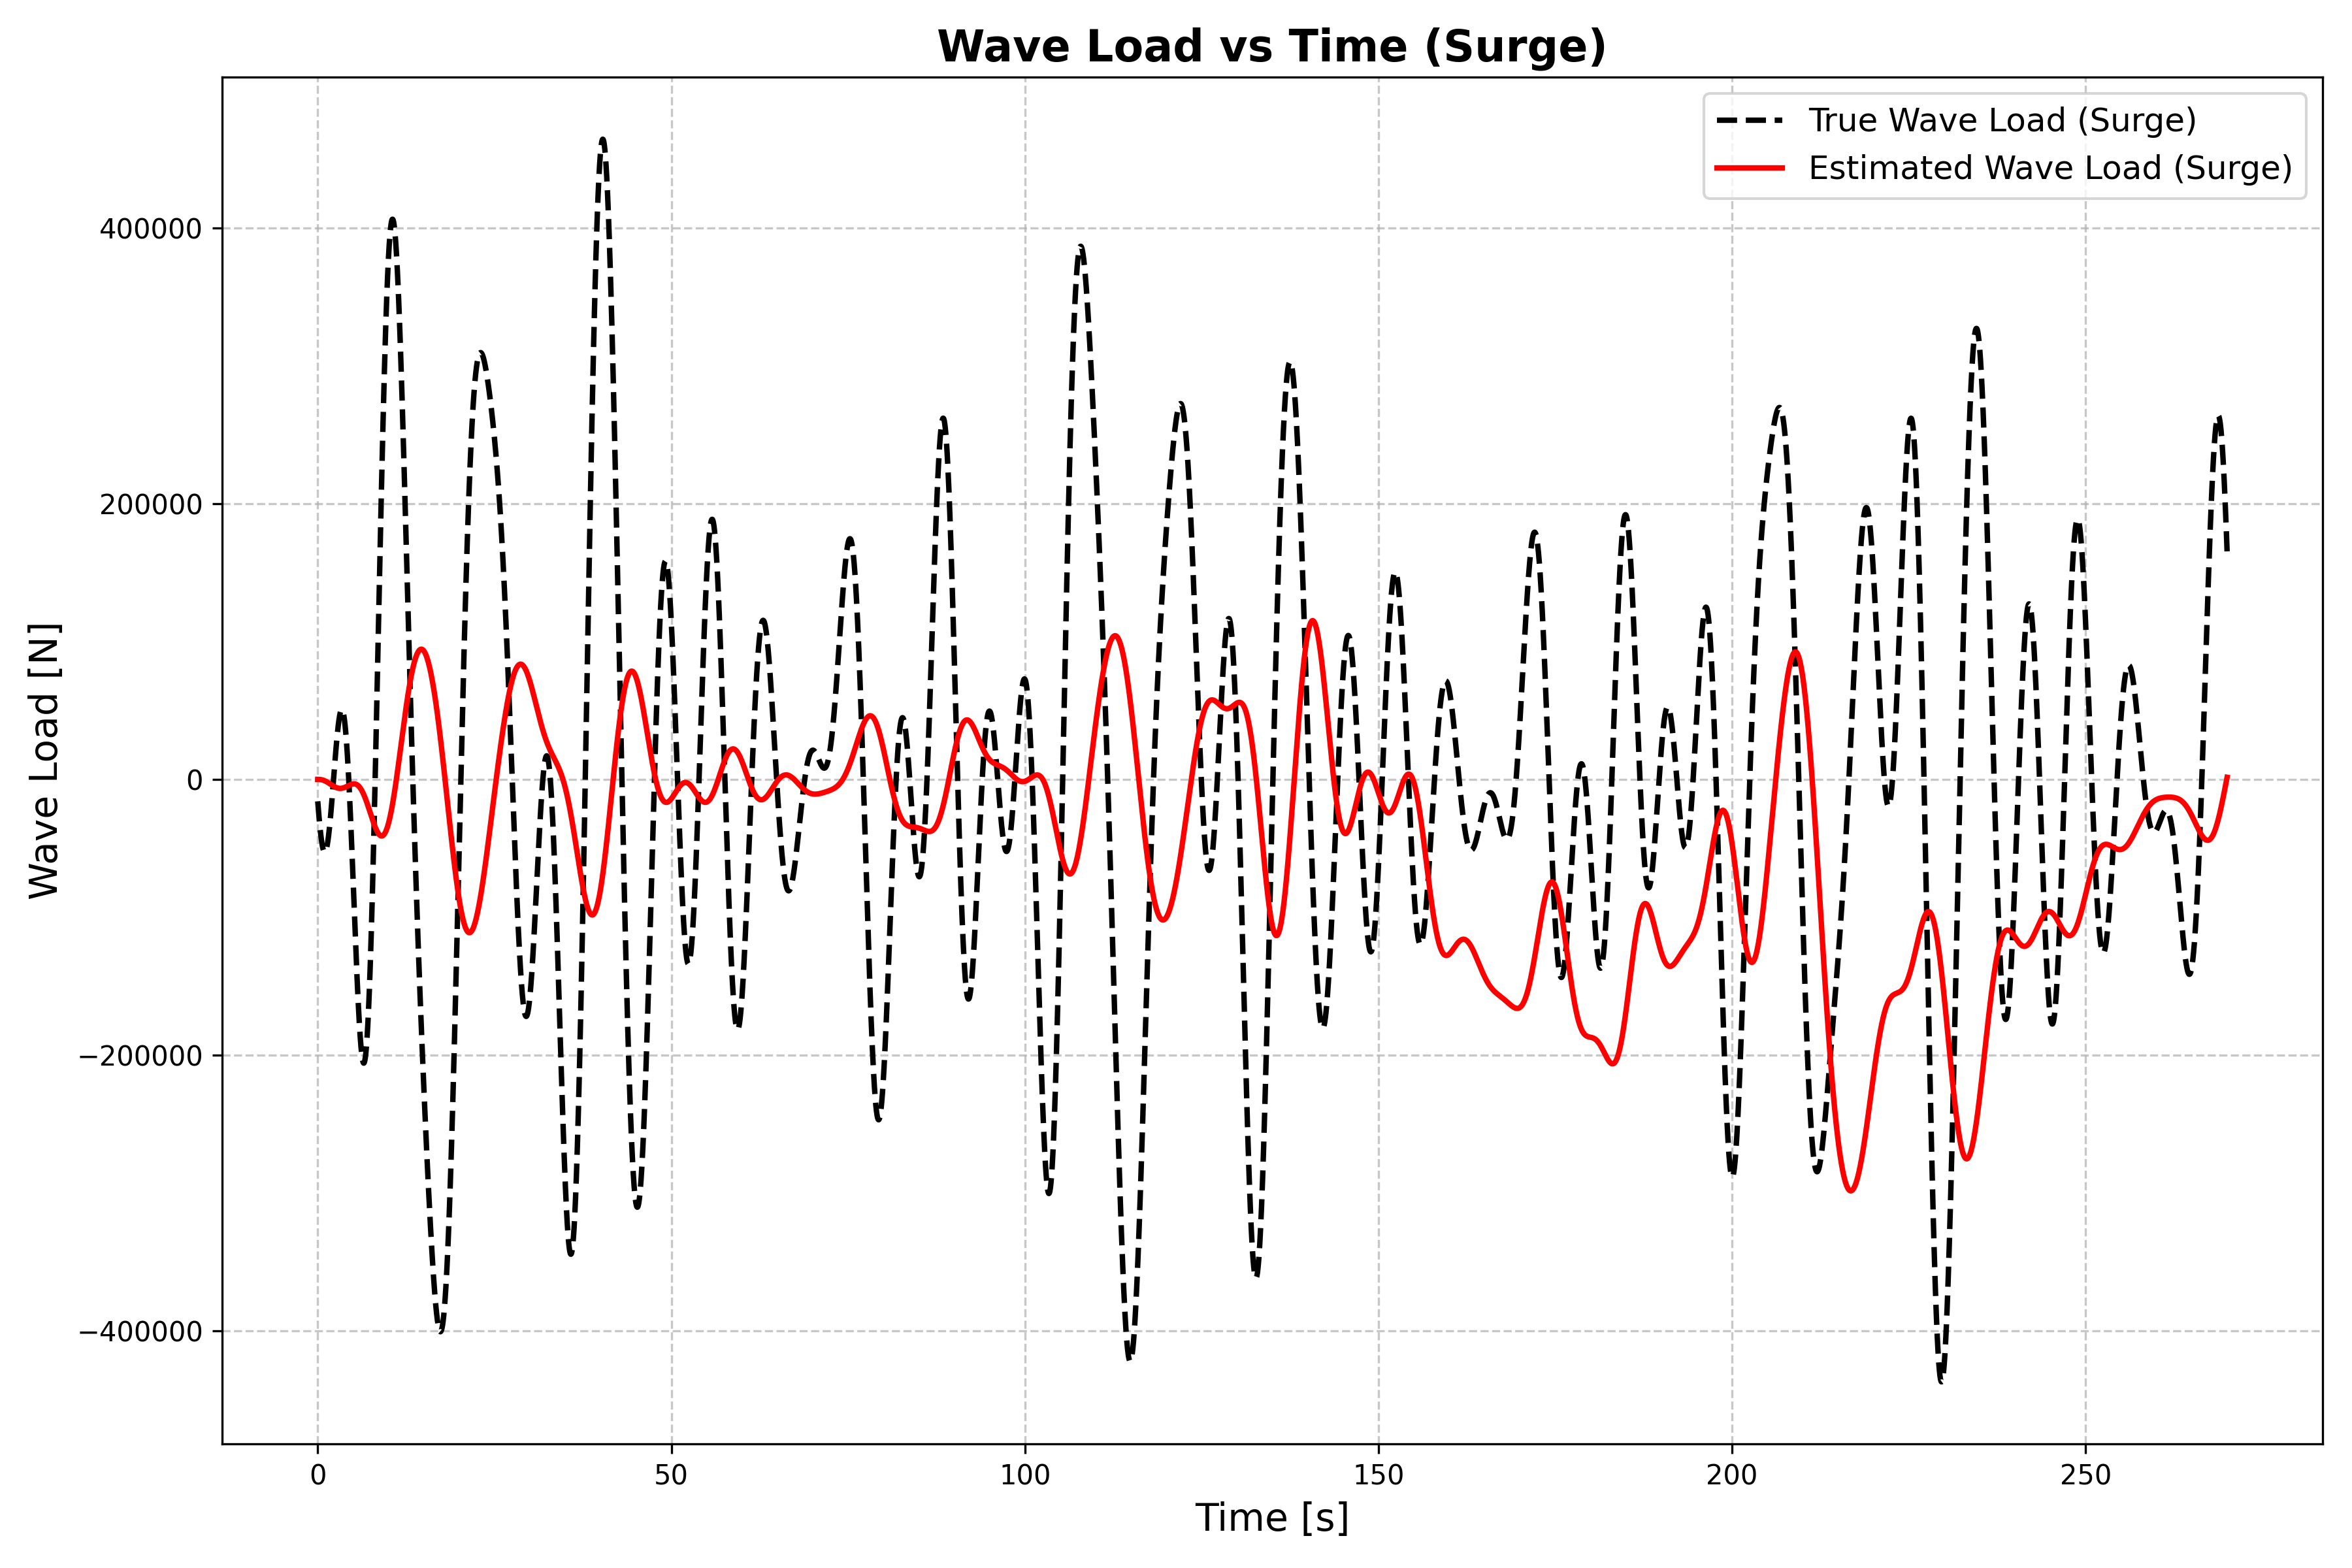 Wave Load vs Time (Surge)
True Wave Load (Surge)
Estimated Wave Load (Surge)
Wave Load [N]
400000
200000
0
−200000
−400000
0 50 100 150 200 250
Time [s]